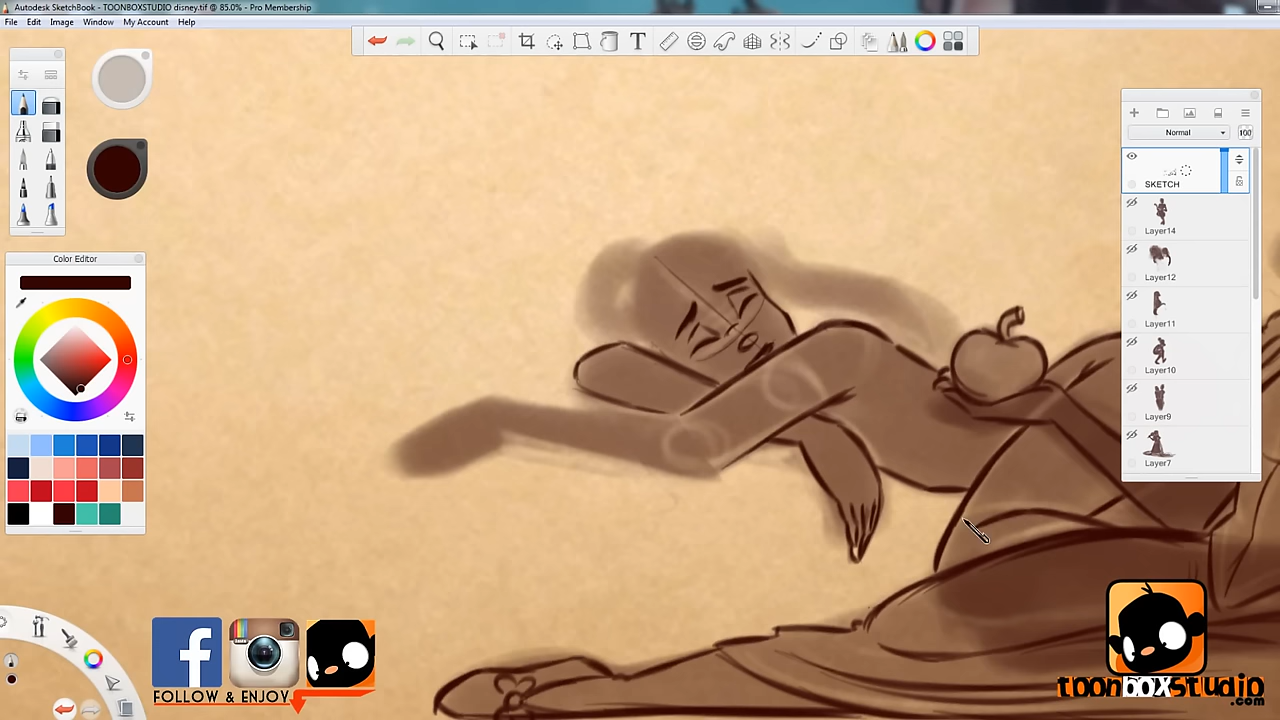 Autodesk SketchBook - TOONBOXSTUDIO disney.tif @ 85.0% - Pro Membership
File Edit Image Window My Account Help
T
Normal
100
SKETCH
Layer14
Layer12
Layer11
Layer10
Layer9
Layer7
Color Editor
f
FOLLOW & ENJOY
toonboxstudio
.com